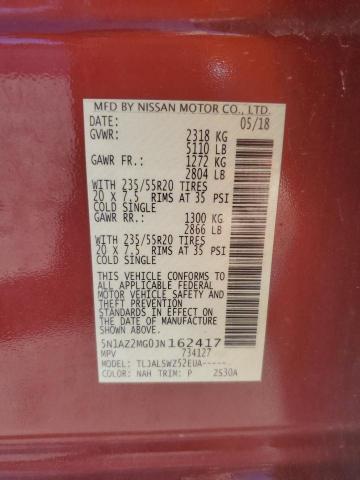 MFD BY NISSAN MOTOR CO., LTD.
DATE: 05/18
GVWR: 2318 KG
5110 LB
GAWR FR.: 1272 KG
2804 LB
WITH 235/55R20 TIRES
20 X 7.5 RIMS AT 35 PSI
COLD SINGLE
GAWR RR.: 1300 KG
2866 LB
WITH 235/55R20 TIRES
20 X 7.5 RIMS AT 35 PSI
COLD SINGLE
THIS VEHICLE CONFORMS TO
ALL APPLICABLE FEDERAL
MOTOR VEHICLE SAFETY AND
THEFT PREVENTION
STANDARDS IN EFFECT ON
THE DATE OF MANUFACTURE
SHOWN ABOVE.
5N1AZ2MG0JN162417
MPV 734127
MODEL: TLJALSWZ52EUA-----
COLOR: NAH TRIM: P 2S30A